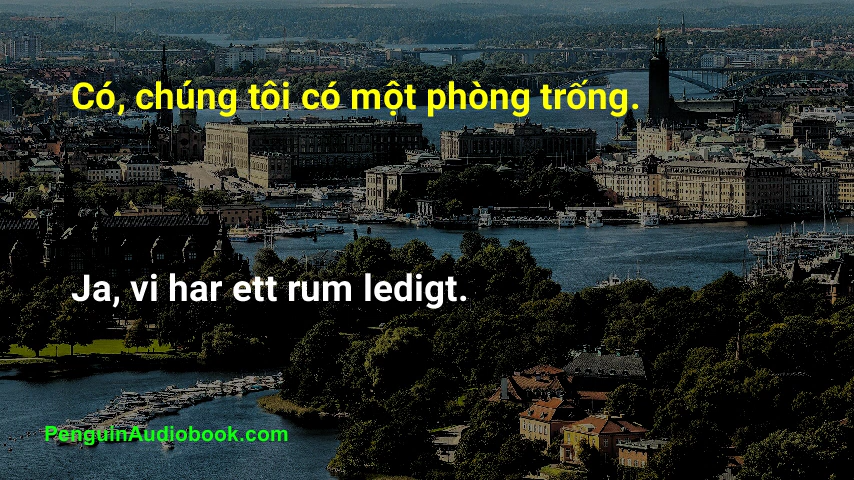 Có, chúng tôi có một phòng trống.
Ja, vi har ett rum ledigt.
PenguinAudiobook.com